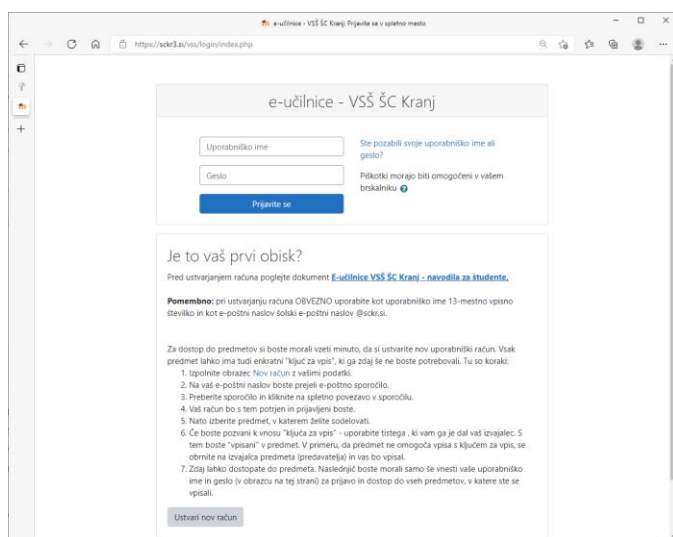 e-učilnice - VSŠ ŠC Kranj: Prijavite se v spletno mesto
https://sckr3.si/vss/login/index.php
e-učilnice - VSŠ ŠC Kranj
Uporabniško ime
Geslo
Prijavite se
Ste pozabili svoje uporabniško ime ali
geslo?
Piškotki morajo biti omogočeni v vašem
brskalniku
Je to vaš prvi obisk?
Pred ustvarjanjem računa poglejte dokument E-učilnice VSŠ ŠC Kranj - navodila za študente.
Pomembno: pri ustvarjanju računa OBVEZNO uporabite kot uporabniško ime 13-mestno vpisno
številko in kot e-poštni naslov šolski e-poštni naslov @sckr.si.
Za dostop do predmetov si boste morali vzeti minuto, da si ustvarite nov uporabniški račun. Vsak
predmet lahko ima tudi enkratni "ključ za vpis", ki ga zdaj še ne boste potrebovali. Tu so koraki:
1. Izpolnite obrazec Nov račun z vašimi podatki.
2. Na vaš e-poštni naslov boste prejeli e-poštno sporočilo.
3. Preberite sporočilo in kliknite na spletno povezavo v sporočilu.
4. Vaš račun bo s tem potrjen in prijavljeni boste.
5. Nato izberite predmet, v katerem želite sodelovati.
6. Če boste pozvani k vnosu "ključa za vpis" - uporabite tistega , ki vam ga je dal vaš izvajalec. S
tem boste "vpisani" v predmet. V primeru, da predmet ne omogoča vpisa s ključem za vpis, se
obrnite na izvajalca predmeta (predavatelja) in vas bo vpisal.
7. Zdaj lahko dostopate do predmeta. Naslednjič boste morali samo še vnesti vaše uporabniško
ime in geslo (v obrazcu na tej strani) za prijavo in dostop do vseh predmetov, v katere ste se
vpisali.
Ustvari nov račun